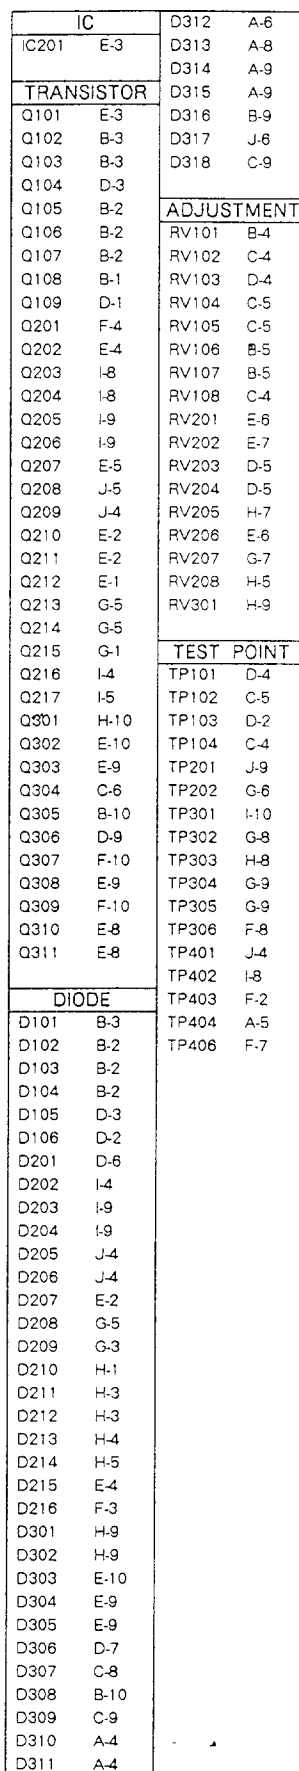 IC
IC201 E-3
TRANSISTOR
Q101 E-3
Q102 B-3
Q103 B-3
Q104 D-3
Q105 B-2
Q106 B-2
Q107 B-2
Q108 B-1
Q109 D-1
Q201 F-4
Q202 E-4
Q203 I-8
Q204 I-8
Q205 I-9
Q206 I-9
Q207 E-5
Q208 J-5
Q209 J-4
Q210 E-2
Q211 E-2
Q212 E-1
Q213 G-5
Q214 G-5
Q215 G-1
Q216 I-4
Q217 I-5
Q301 H-10
Q302 E-10
Q303 E-9
Q304 C-6
Q305 B-10
Q306 D-9
Q307 F-10
Q308 E-9
Q309 F-10
Q310 E-8
Q311 E-8
DIODE
D101 B-3
D102 B-2
D103 B-2
D104 B-2
D105 D-3
D106 D-2
D201 D-6
D202 I-4
D203 I-9
D204 I-9
D205 J-4
D206 J-4
D207 E-2
D208 G-5
D209 G-3
D210 H-1
D211 H-3
D212 H-3
D213 H-4
D214 H-5
D215 E-4
D216 F-3
D301 H-9
D302 H-9
D303 E-10
D304 E-9
D305 E-9
D306 D-7
D307 C-8
D308 B-10
D309 C-9
D310 A-4
D311 A-4
D312 A-6
D313 A-8
D314 A-9
D315 A-9
D316 B-9
D317 J-6
D318 C-9
ADJUSTMENT
RV101 B-4
RV102 C-4
RV103 D-4
RV104 C-5
RV105 C-5
RV106 B-5
RV107 B-5
RV108 C-4
RV201 E-6
RV202 E-7
RV203 D-5
RV204 D-5
RV205 H-7
RV206 E-6
RV207 G-7
RV208 H-5
RV301 H-9
TEST POINT
TP101 D-4
TP102 C-5
TP103 D-2
TP104 C-4
TP201 J-9
TP202 G-6
TP301 I-10
TP302 G-8
TP303 H-8
TP304 G-9
TP305 G-9
TP306 F-8
TP401 J-4
TP402 I-8
TP403 F-2
TP404 A-5
TP406 F-7